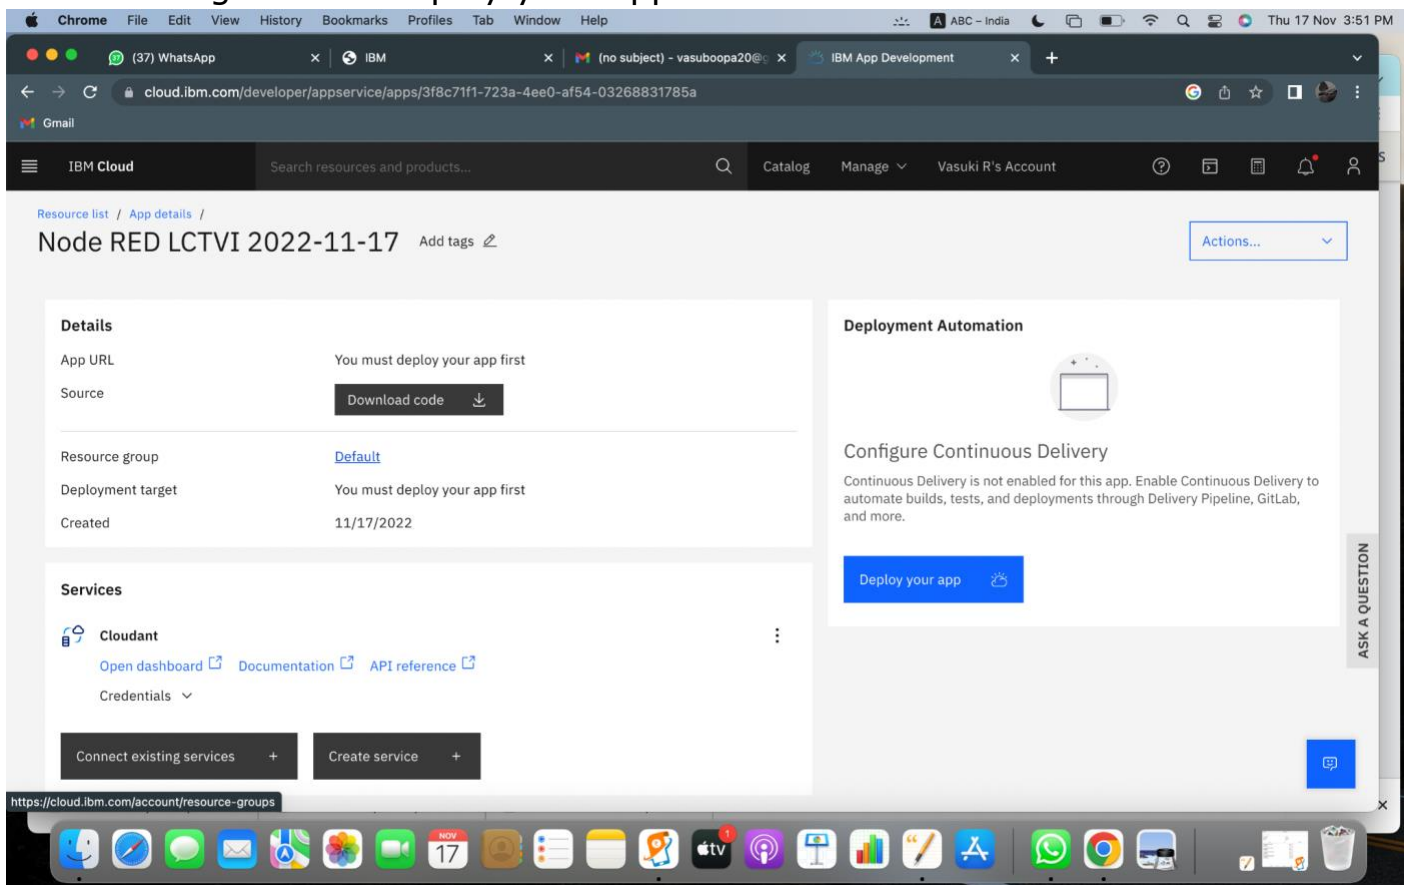 Chrome File Edit View History Bookmarks Profiles Tab Window Help ABC – India Thu 17 Nov 3:51 PM
(37) WhatsApp IBM (no subject) - vasuboopa20@g IBM App Development
cloud.ibm.com/developer/appservice/apps/3f8c71f1-723a-4ee0-af54-03268831785a
Gmail
IBM Cloud Search resources and products... Catalog Manage Vasuki R's Account
Resource list / App details /
Node RED LCTVI 2022-11-17 Add tags
Actions...
Details
App URL You must deploy your app first
Source Download code
Resource group Default
Deployment target You must deploy your app first
Created 11/17/2022
Deployment Automation
Configure Continuous Delivery
Continuous Delivery is not enabled for this app. Enable Continuous Delivery to
automate builds, tests, and deployments through Delivery Pipeline, GitLab,
and more.
Deploy your app
Services
Cloudant
Open dashboard Documentation API reference
Credentials
Connect existing services + Create service +
ASK A QUESTION
https://cloud.ibm.com/account/resource-groups
NOV
17
tv
1